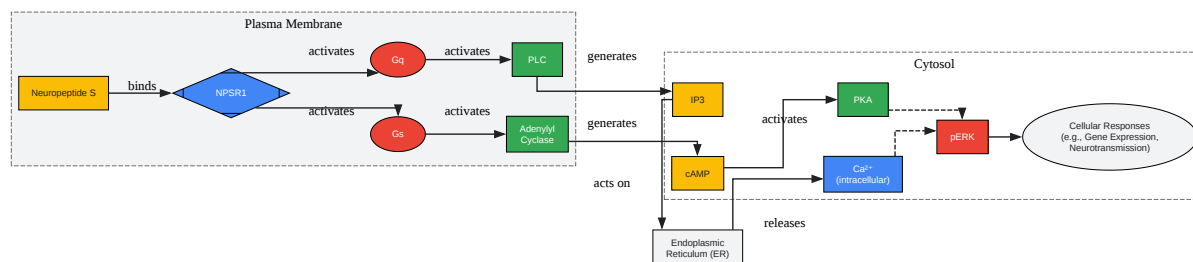 Plasma Membrane
Neuropeptide S
binds
NPSR1
activates
activates
Gq
Gs
activates
activates
PLC
Adenylyl
Cyclase
generates
generates
acts on
Cytosol
IP3
cAMP
activates
PKA
Ca²⁺
(intracellular)
pERK
Cellular Responses
(e.g., Gene Expression,
Neurotransmission)
Endoplasmic
Reticulum (ER)
releases